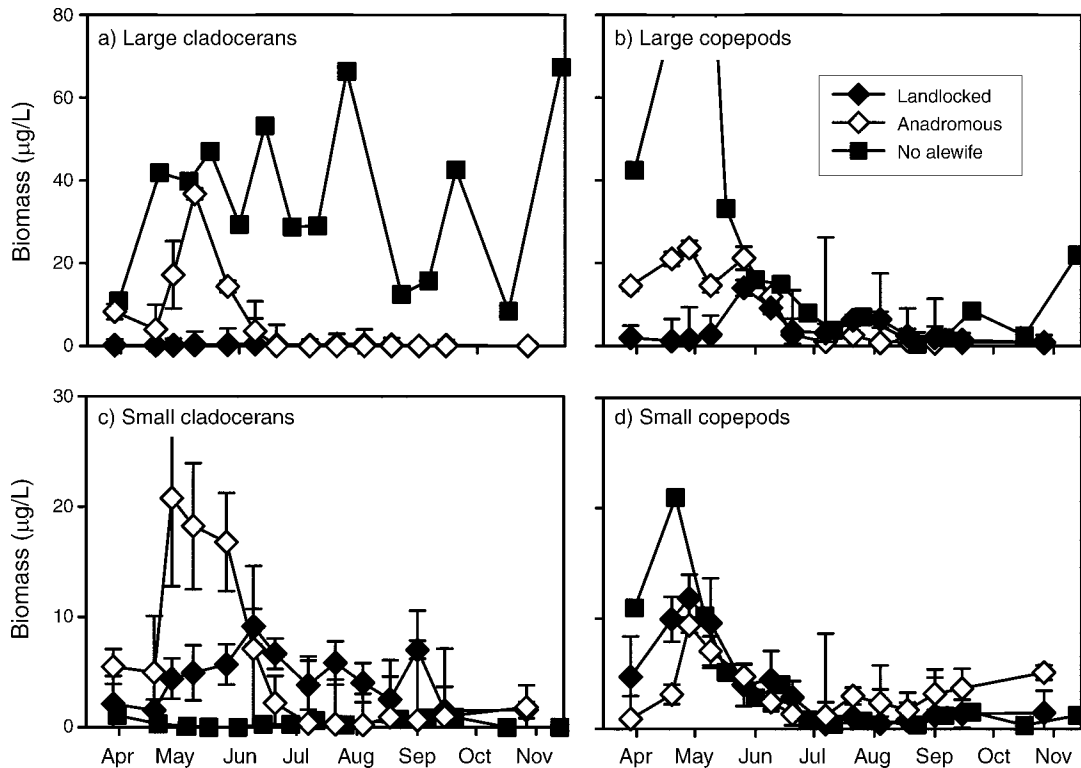 a) Large cladocerans
b) Large copepods
80
60
40
20
0
Biomass (µg/L)
Landlocked
Anadromous
No alewife
c) Small cladocerans
d) Small copepods
30
20
10
0
Biomass (µg/L)
Apr May Jun Jul Aug Sep Oct Nov
Apr May Jun Jul Aug Sep Oct Nov